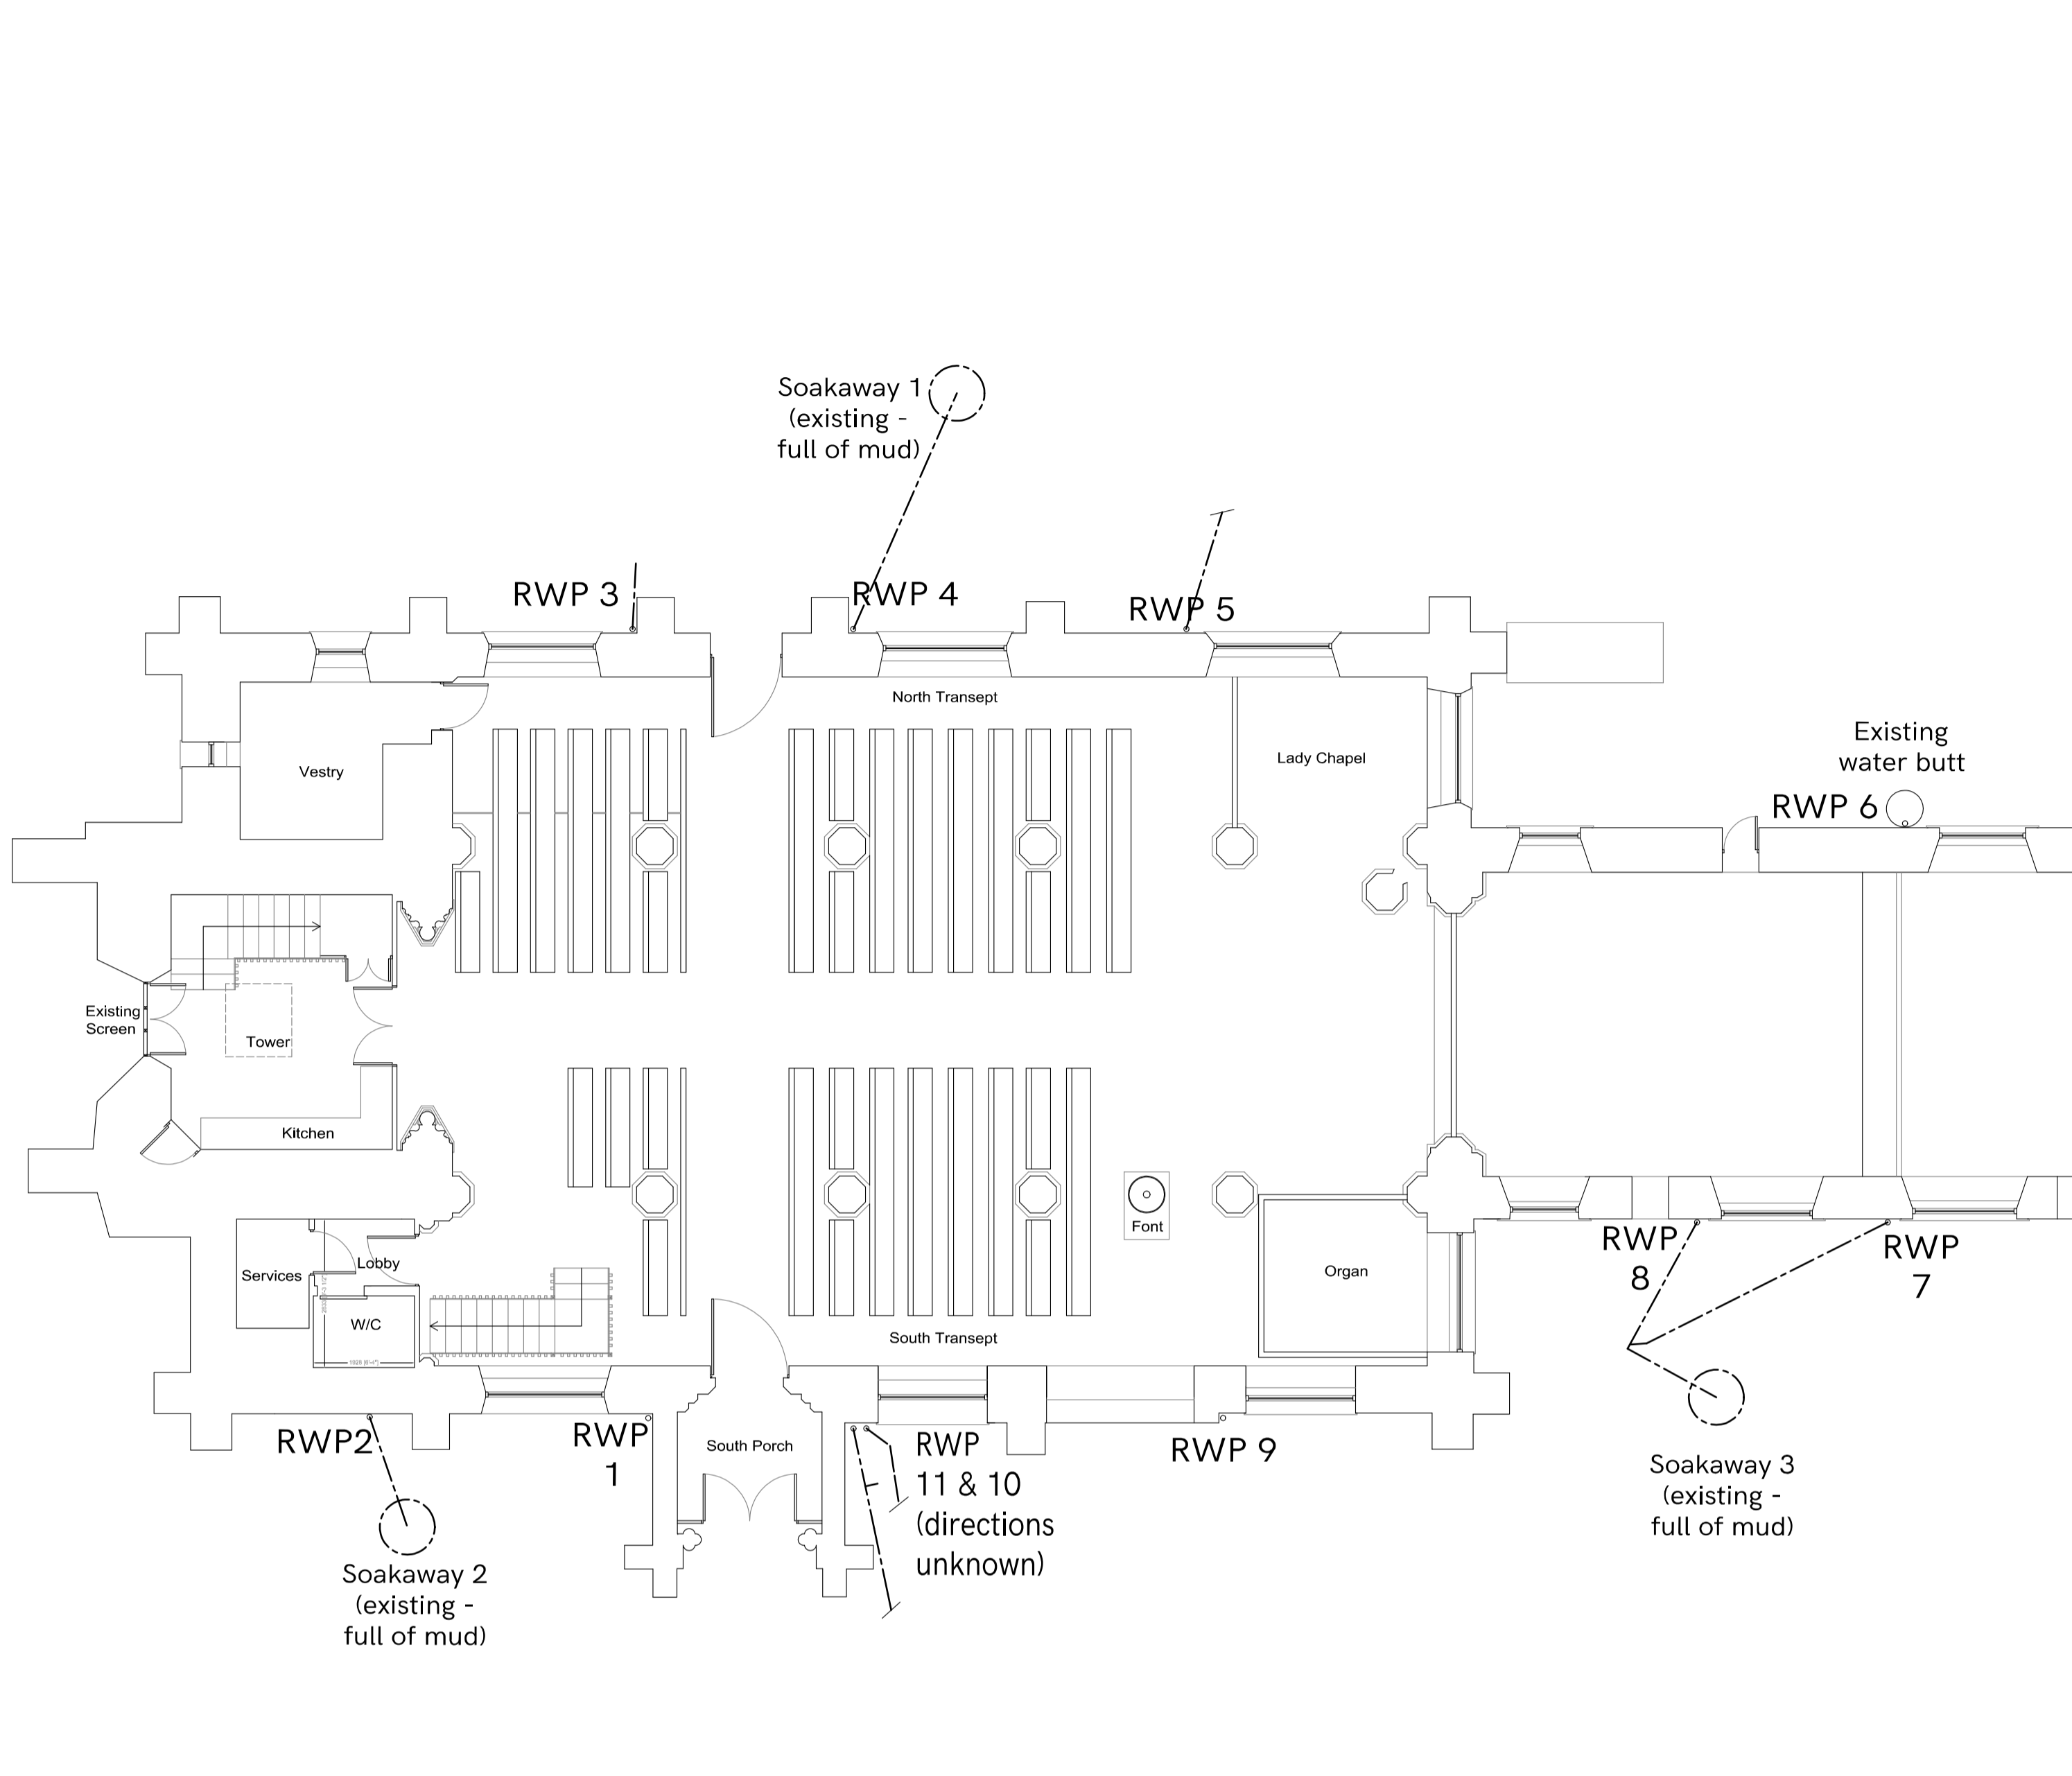 Soakaway 1
(existing -
full of mud)
RWP 3
RWP 4
RWP 5
North Transept
Vestry
Lady Chapel
Existing
water butt
RWP 6
Existing
Screen
Tower
Kitchen
Font
Services
Lobby
W/C
Organ
South Transept
RWP
8
RWP
7
RWP2
RWP
1
South Porch
RWP
11 & 10
(directions
unknown)
RWP 9
Soakaway 3
(existing -
full of mud)
Soakaway 2
(existing -
full of mud)